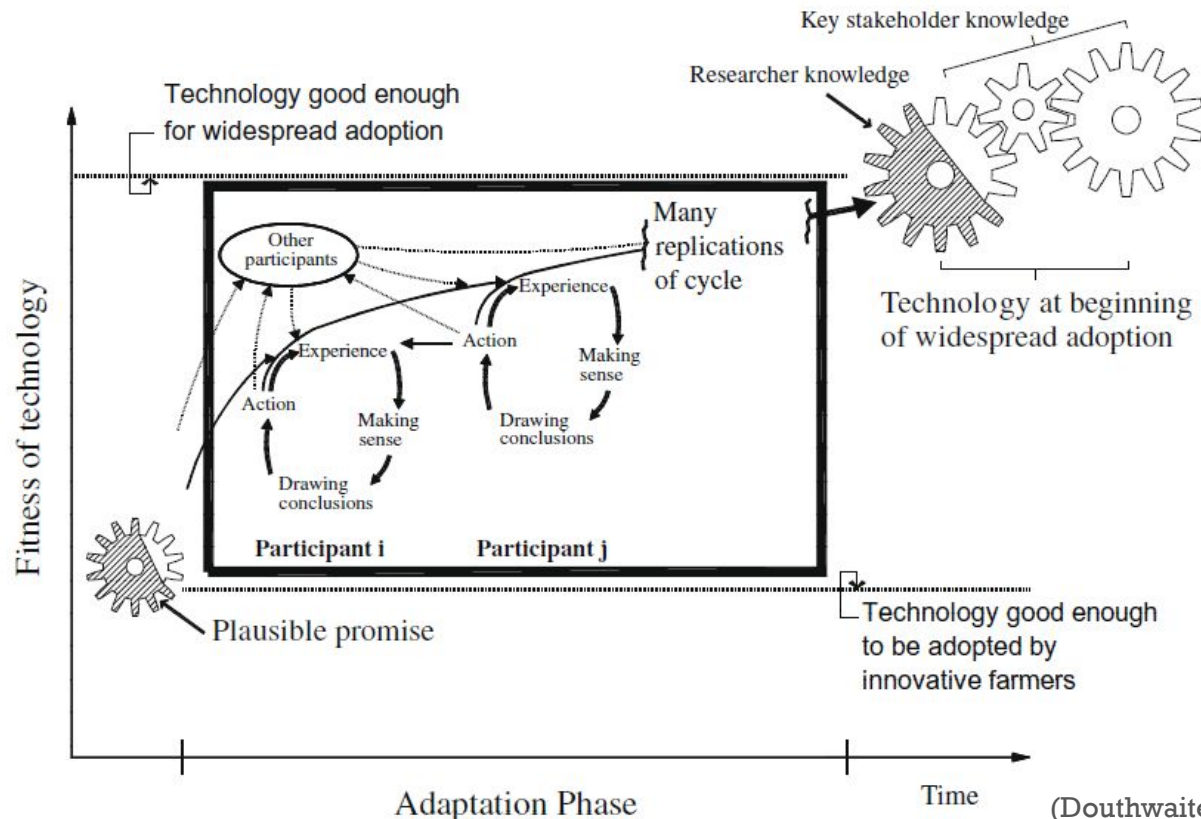 Key stakeholder knowledge
Researcher knowledge
Technology good enough
for widespread adoption
Many
replications
of cycle
Other
participants
Experience
Action
Making
sense
Drawing
conclusions
Experience
Action
Making
sense
Drawing
conclusions
Participant i
Participant j
Technology at beginning
of widespread adoption
Fitness of technology
Plausible promise
Technology good enough
to be adopted by
innovative farmers
Adaptation Phase
Time
(Douthwaite